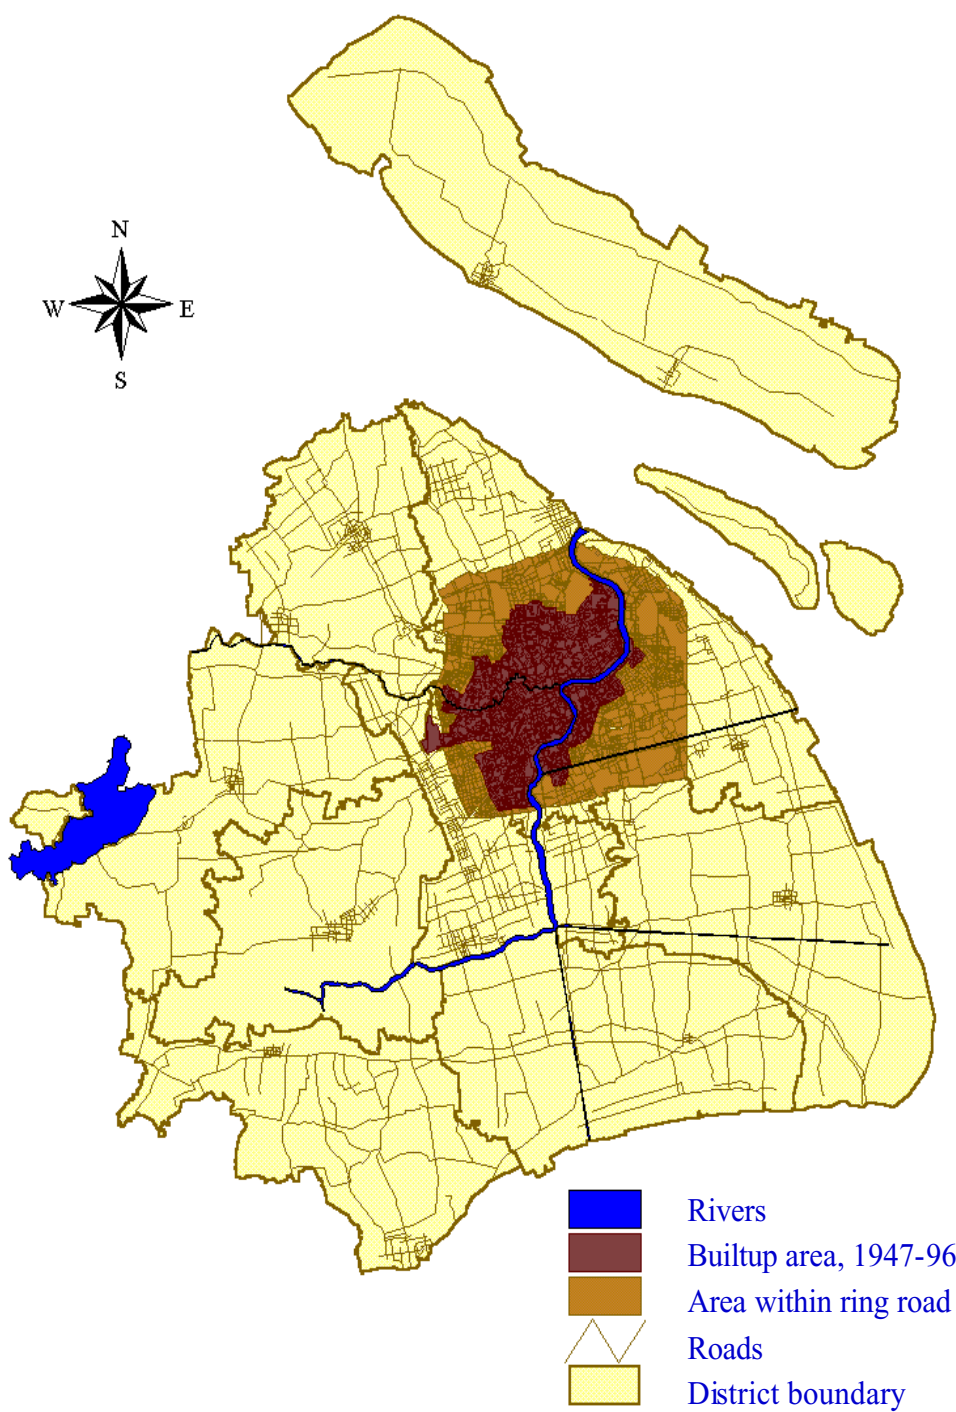 N
W E
S
Rivers
Builtup area, 1947-96
Area within ring road
Roads
District boundary